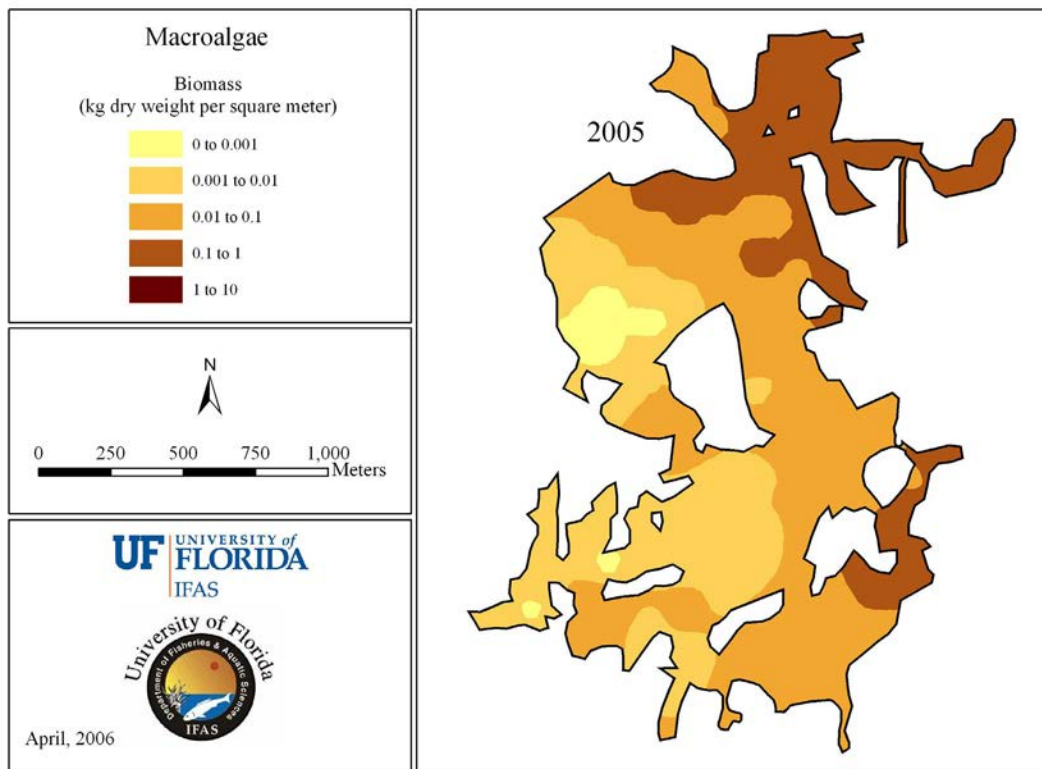 Macroalgae
Biomass
(kg dry weight per square meter)
0 to 0.001
0.001 to 0.01
0.01 to 0.1
0.1 to 1
1 to 10
N
0 250 500 750 1,000
Meters
UF UNIVERSITY of
FLORIDA
IFAS
University of Florida
Department of Fisheries & Aquatic Sciences
IFAS
April, 2006
2005